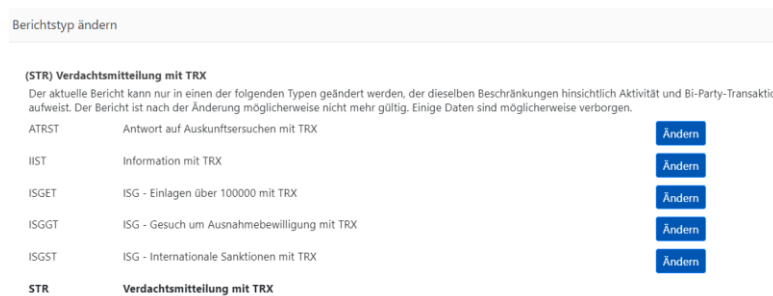 Berichtstyp ändern
(STR) Verdachtsmitteilung mit TRX
Der aktuelle Bericht kann nur in einen der folgenden Typen geändert werden, der dieselben Beschränkungen hinsichtlich Aktivität und Bi-Party-Transaktio
aufweist. Der Bericht ist nach der Änderung möglicherweise nicht mehr gültig. Einige Daten sind möglicherweise verborgen.
ATRST Antwort auf Auskunftsersuchen mit TRX Ändern
IIST Information mit TRX Ändern
ISGET ISG - Einlagen über 100000 mit TRX Ändern
ISGGT ISG - Gesuch um Ausnahmebewilligung mit TRX Ändern
ISGST ISG - Internationale Sanktionen mit TRX Ändern
STR Verdachtsmitteilung mit TRX